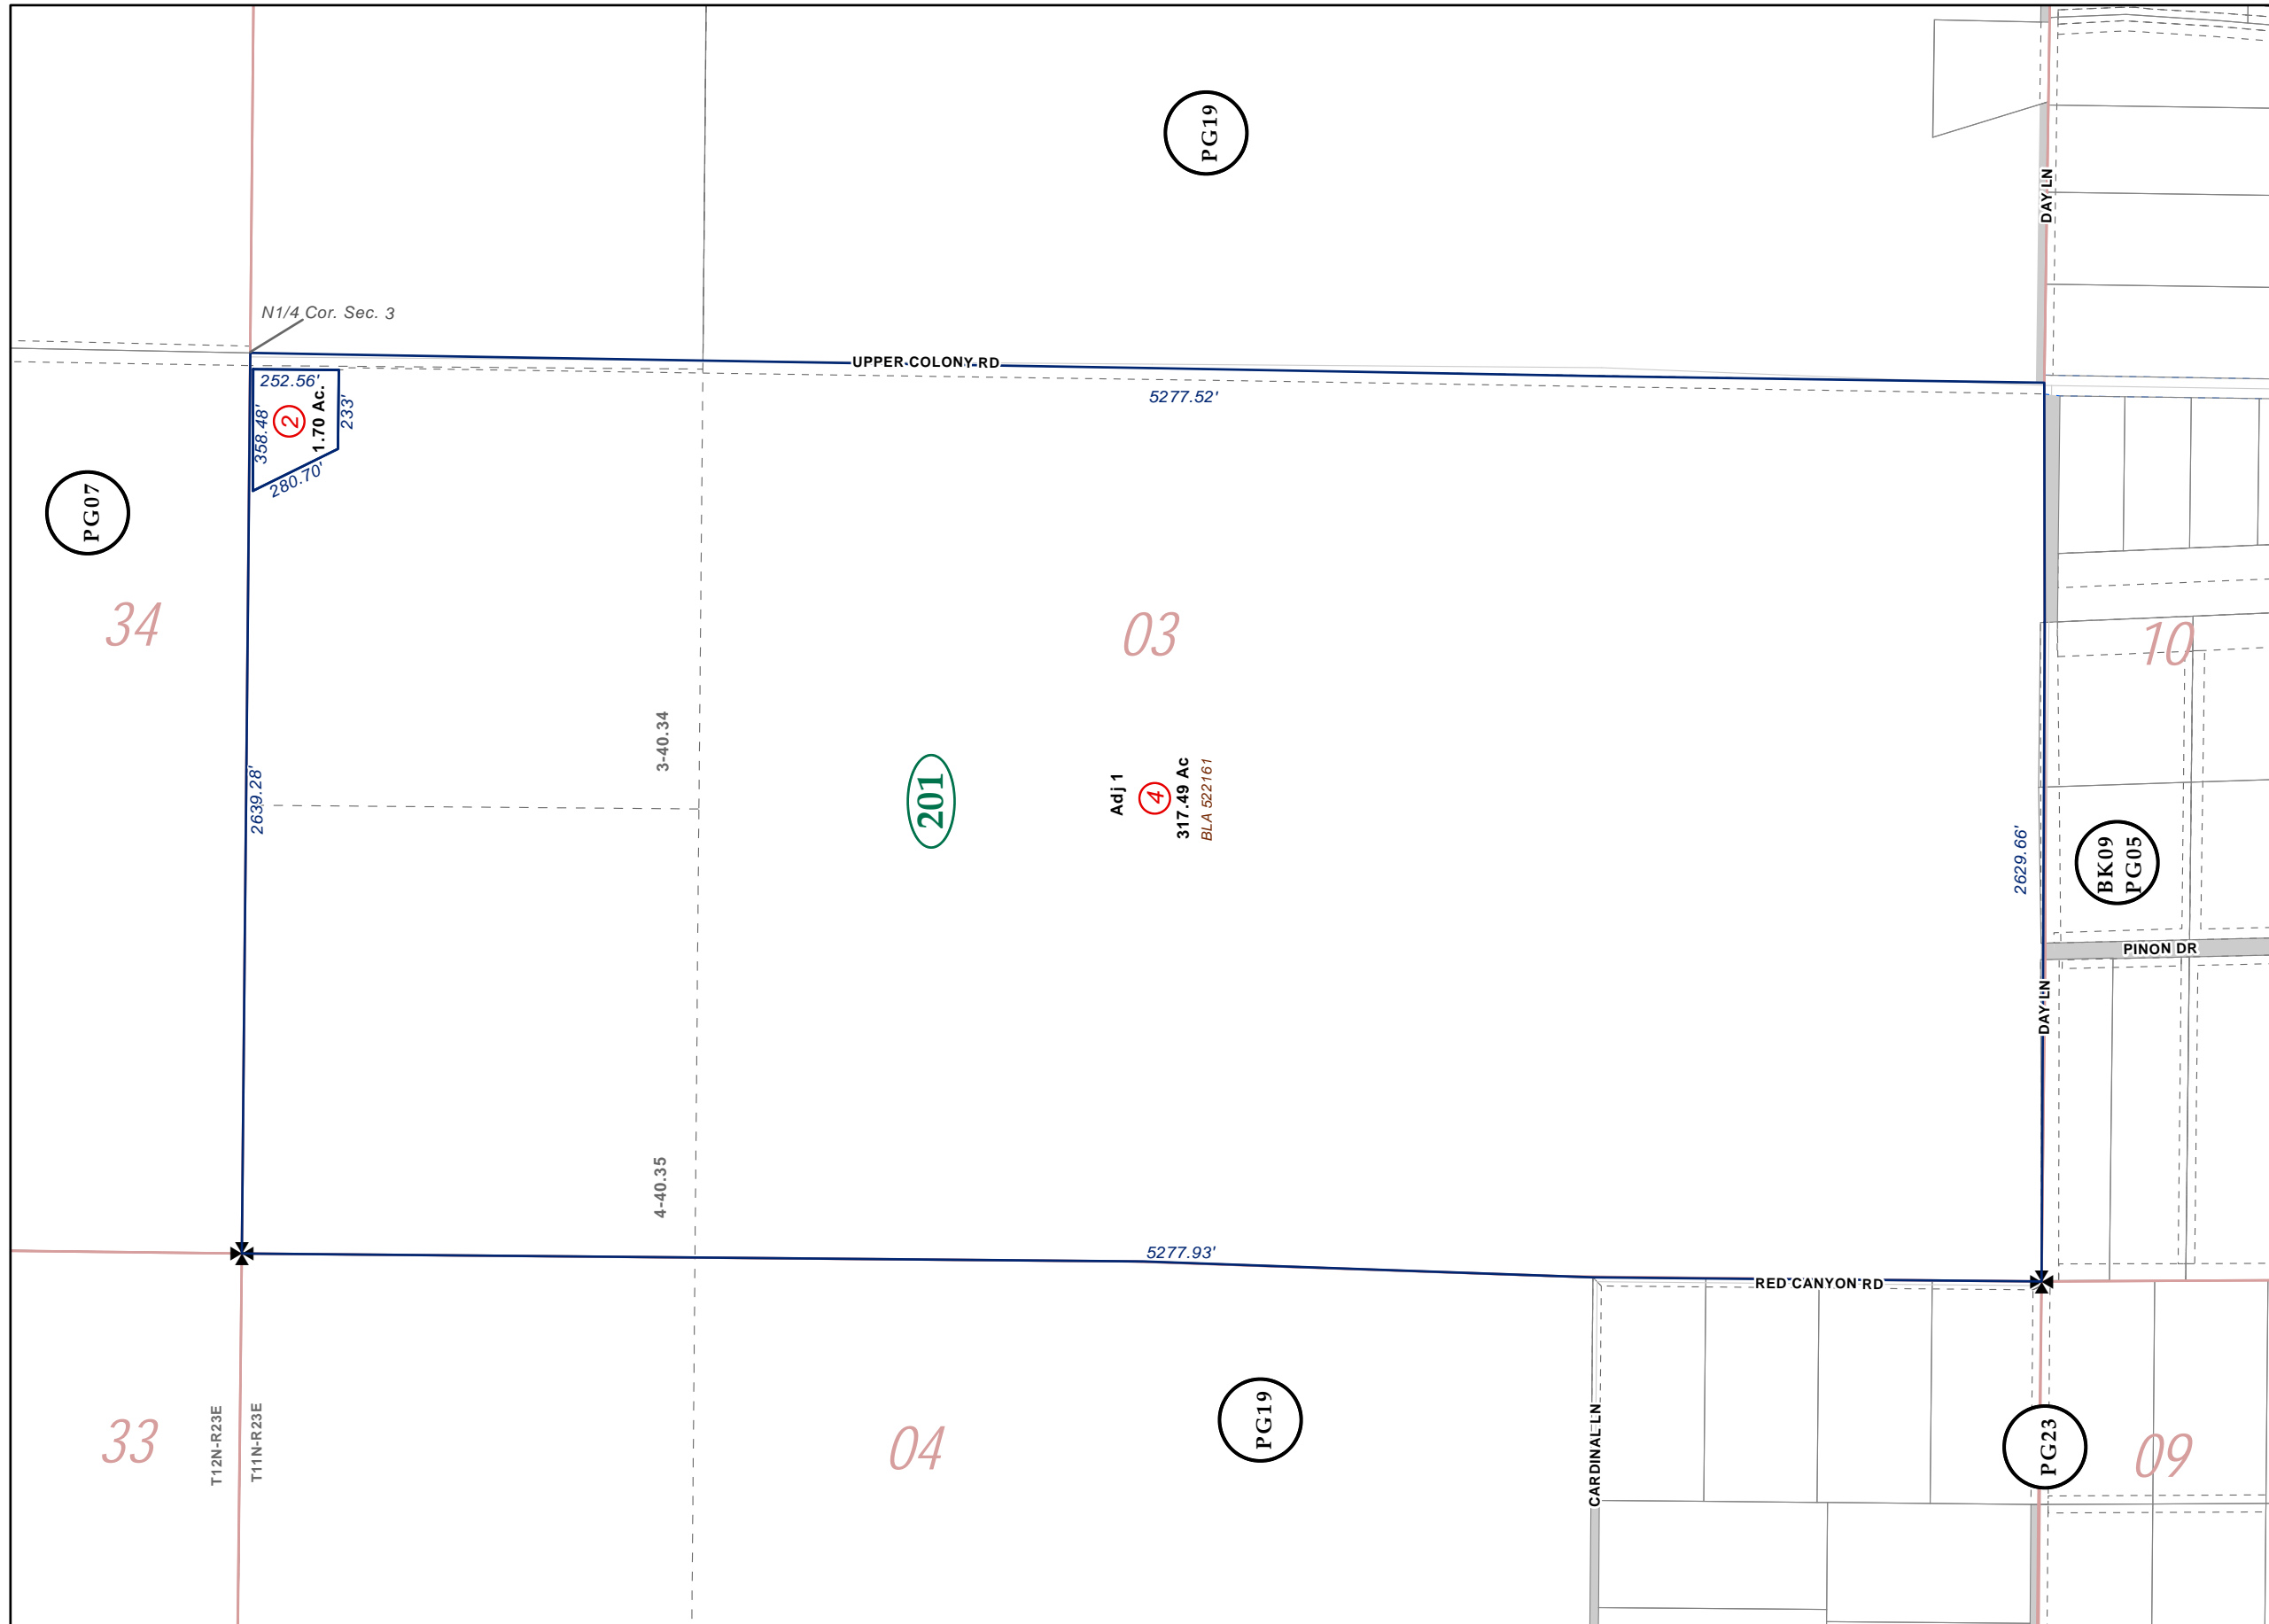 PG19
DAY LN
N1/4 Cor. Sec. 3
UPPER COLONY RD
5277.52'
252.56'
358.48'
2
1.70 Ac.
233'
280.70'
PG07
34
03
10
3-40.34
2639.28'
201
Adj 1
4
317.49 Ac
BLA 522161
2629.66'
BK09
PG05
PINON DR
DAY LN
4-40.35
5277.93'
RED CANYON RD
33
T12N-R23E
T11N-R23E
04
PG19
CARDINAL LN
PG23
09